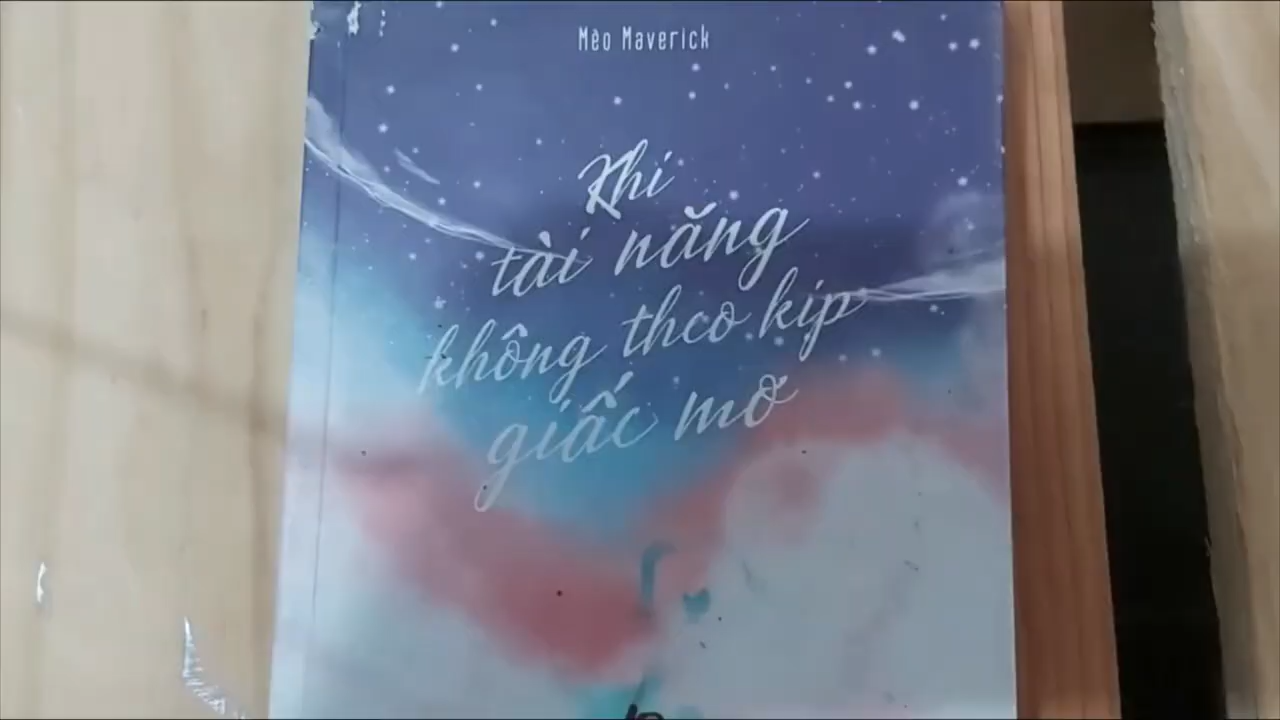 Mèo Maverick
Khi
tài năng
không theo kịp
giấc mơ